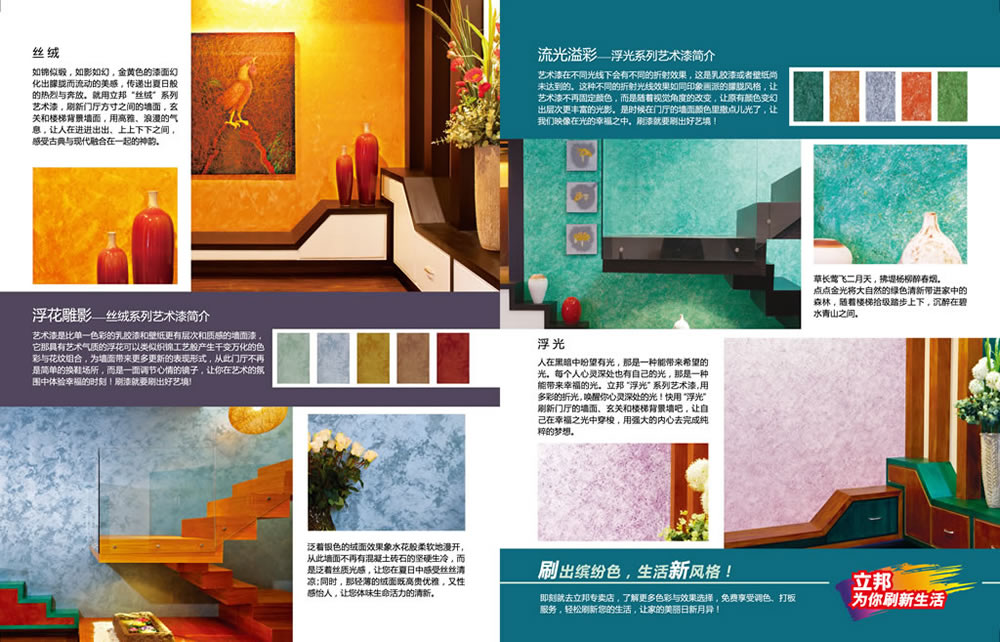 丝绒
如锦似缎，如影如幻，金黄色的漆面幻
化出朦胧而流动的美感，传递出夏日般
的热烈与奔放。就用立邦“丝绒”系列
艺术漆，刷新门厅方寸之间的墙面，玄
关和楼梯背景墙面，用高雅、浪漫的气
息，让人在进进出出、上上下下之间，
感受古典与现代融合在一起的神韵。
浮花雕影—丝绒系列艺术漆简介
艺术漆是比单一色彩的乳胶漆和壁纸更有层次和质感的墙面漆，
它那具有艺术气质的浮花可以类似织锦工艺般产生千变万化的色
彩与花纹组合，为墙面带来更多更新的表现形式，从此门厅不再
是简单的换鞋场所，而是一面调节心情的镜子，让你在艺术的氛
围中体验幸福的时刻！刷漆就要刷出好艺境!
泛着银色的绒面效果象水花般柔软地漫开，
从此墙面不再有混凝土砖石的坚硬生冷，而
是泛着丝质光感，让您在夏日中感受丝丝清
凉;同时，那轻薄的绒面既高贵优雅，又性
感怡人，让您体味生命活力的清新。
流光溢彩—浮光系列艺术漆简介
艺术漆在不同光线下会有不同的折射效果，这是乳胶漆或者壁纸尚
未达到的。这种不同的折射光线效果如同印象画派的朦胧风格，让
艺术漆不再固定颜色，而是随着视觉角度的改变，让原有颜色变幻
出层次更丰富的光影。是时候在门厅的墙面颜色里撒点儿光了，让
我们映像在光的幸福之中。刷漆就要刷出好艺境！
草长莺飞二月天，拂堤杨柳醉春烟。
点点金光将大自然的绿色清新带进家中的
森林，随着楼梯拾级踏步上下，沉醉在碧
水青山之间。
浮光
人在黑暗中盼望有光，那是一种能带来希望的
光。每个人心灵深处也有自己的光，那是一种
能带来幸福的光。立邦“浮光”系列艺术漆,用
多彩的折光，唤醒你心灵深处的光！快用“浮光”
刷新门厅的墙面、玄关和楼梯背景墙吧，让自
己在幸福之光中穿梭，用强大的内心去完成纯
粹的梦想。
刷出缤纷色，生活新风格！
即刻就去立邦专卖店，了解更多色彩与效果选择，免费享受调色、打板
服务，轻松刷新您的生活，让家的美丽日新月异！
立邦
为你刷新生活